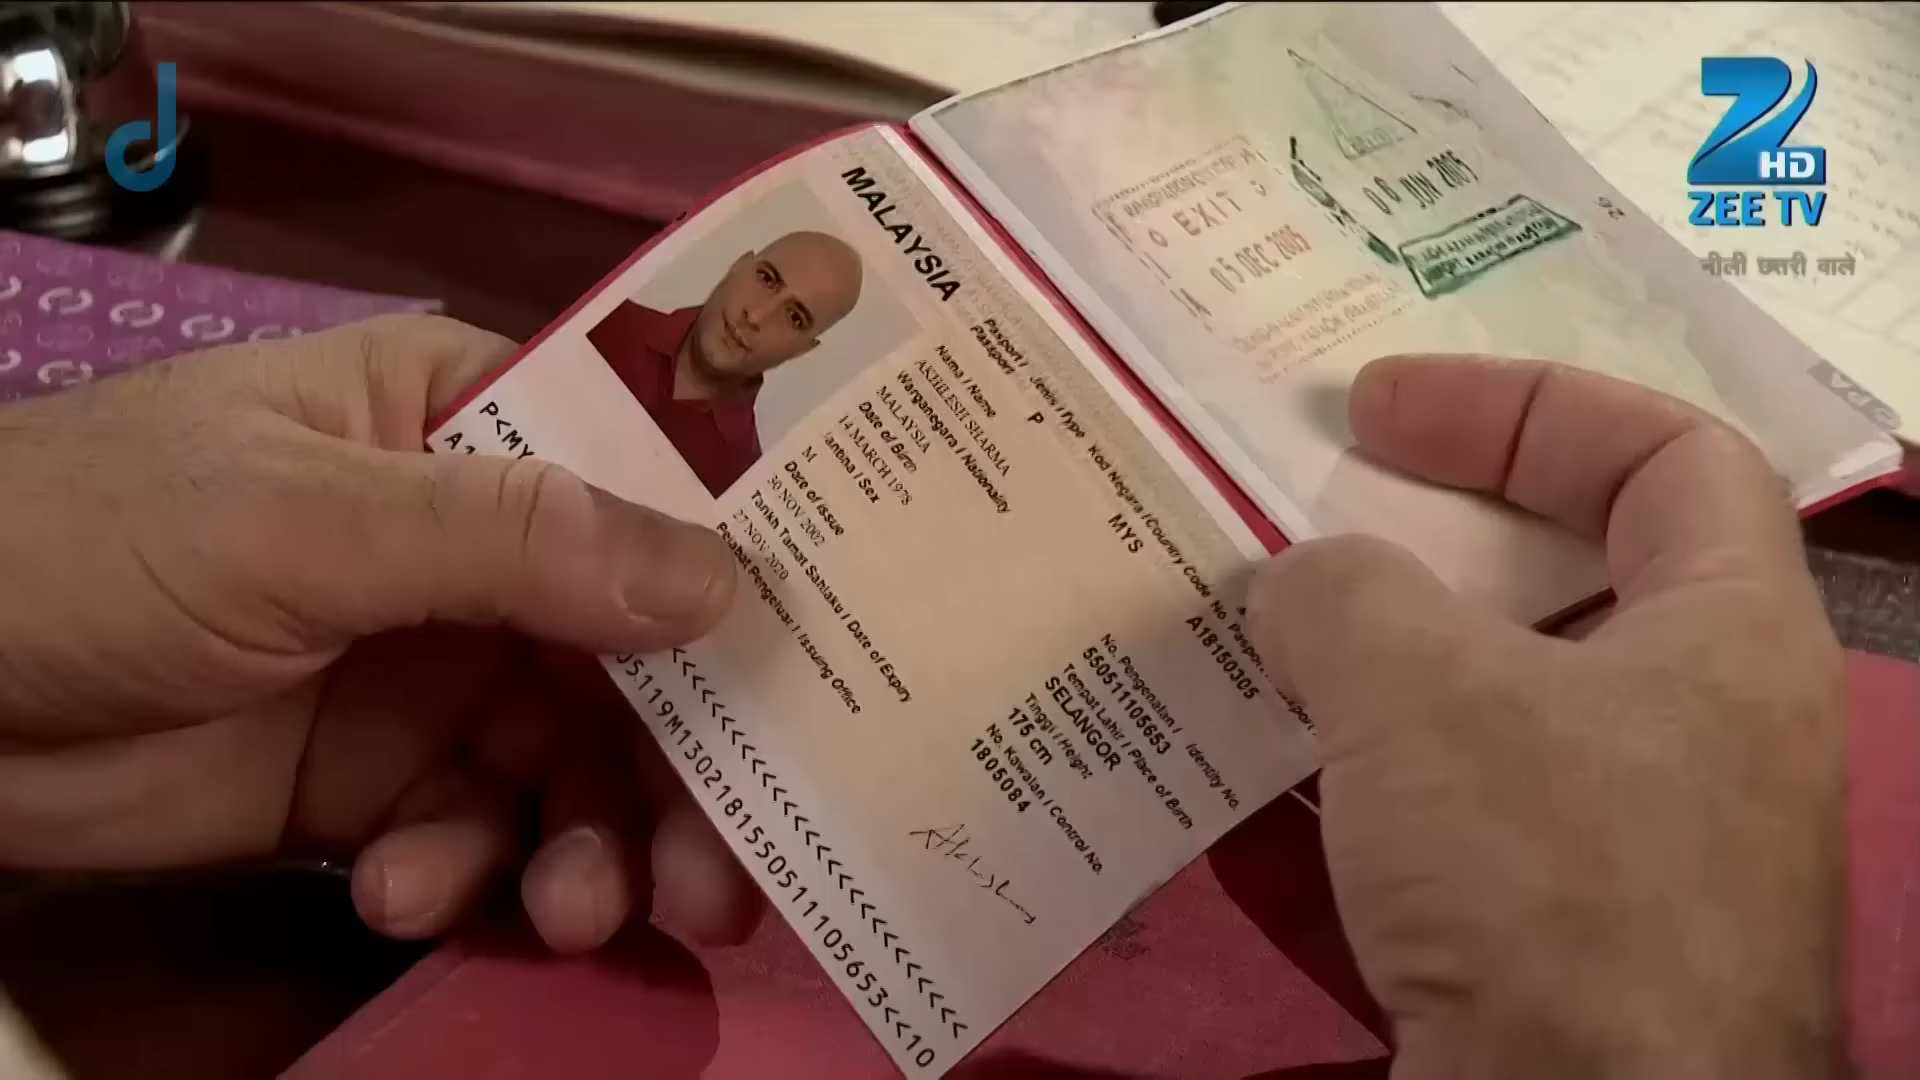 MALAYSIA
Pasport / Passport
Jenis / Type
P
Kod Negara / Country Code
MYS
A18150305
Nama / Name
AKHILESH SHARMA
Warganegara / Nationality
MALAYSIA
Date of Birth
14 MARCH 1978
Jantina / Sex
M
Date of Issue
30 NOV 2002
Tarikh Tamat Sahlaku / Date of Expiry
27 NOV 2020
Pejabat Pengeluar / Issuing Office
No. Pengenalan / Identity No.
550511105653
Tempat Lahir / Place of Birth
SELANGOR
Tinggi / Height
175 cm
No. Kawalan / Control No.
1805084
P<MY
<<<<<<<<<<<<<<<<<<<<<<
05119M1302181550511105653<<10
EXIT
05 DEC 2005
06 JUN 2005
26
Z HD
ZEE TV
नीली छत्तरी वाले
d